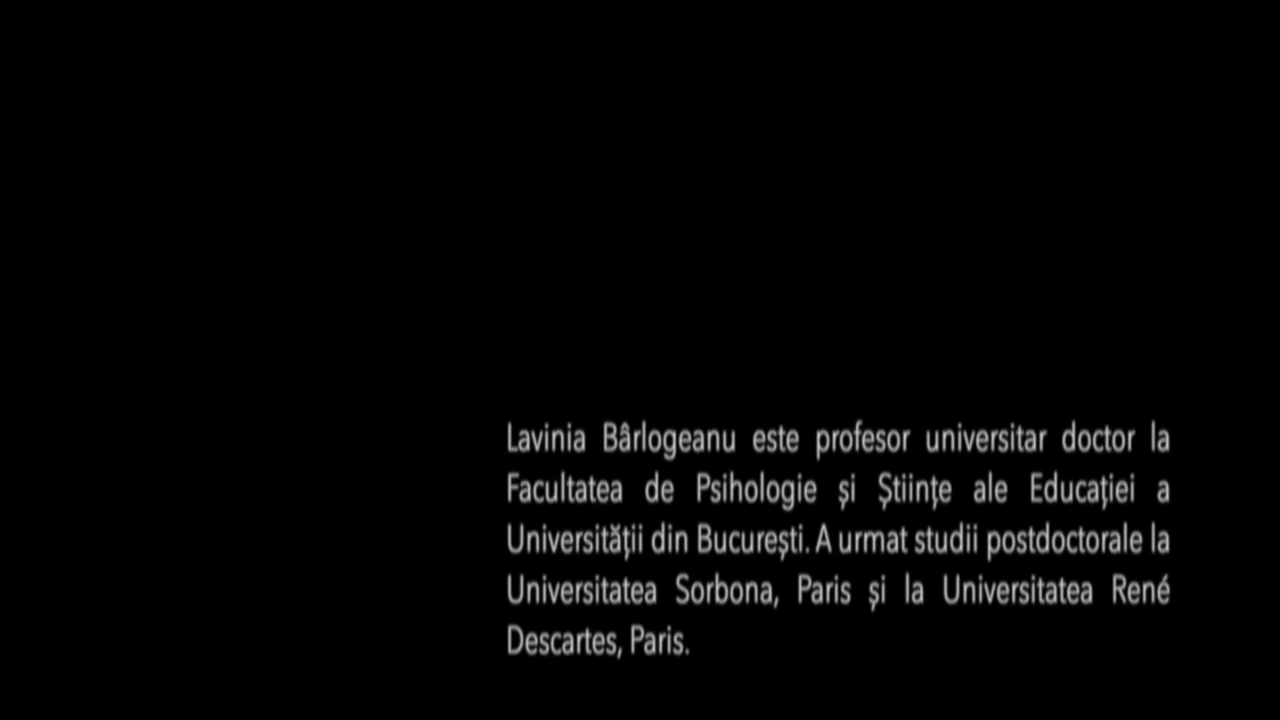 Lavinia Bârlogeanu este profesor universitar doctor la
Facultatea de Psihologie și Științe ale Educației a
Universității din București. A urmat studii postdoctorale la
Universitatea Sorbona, Paris și la Universitatea René
Descartes, Paris.